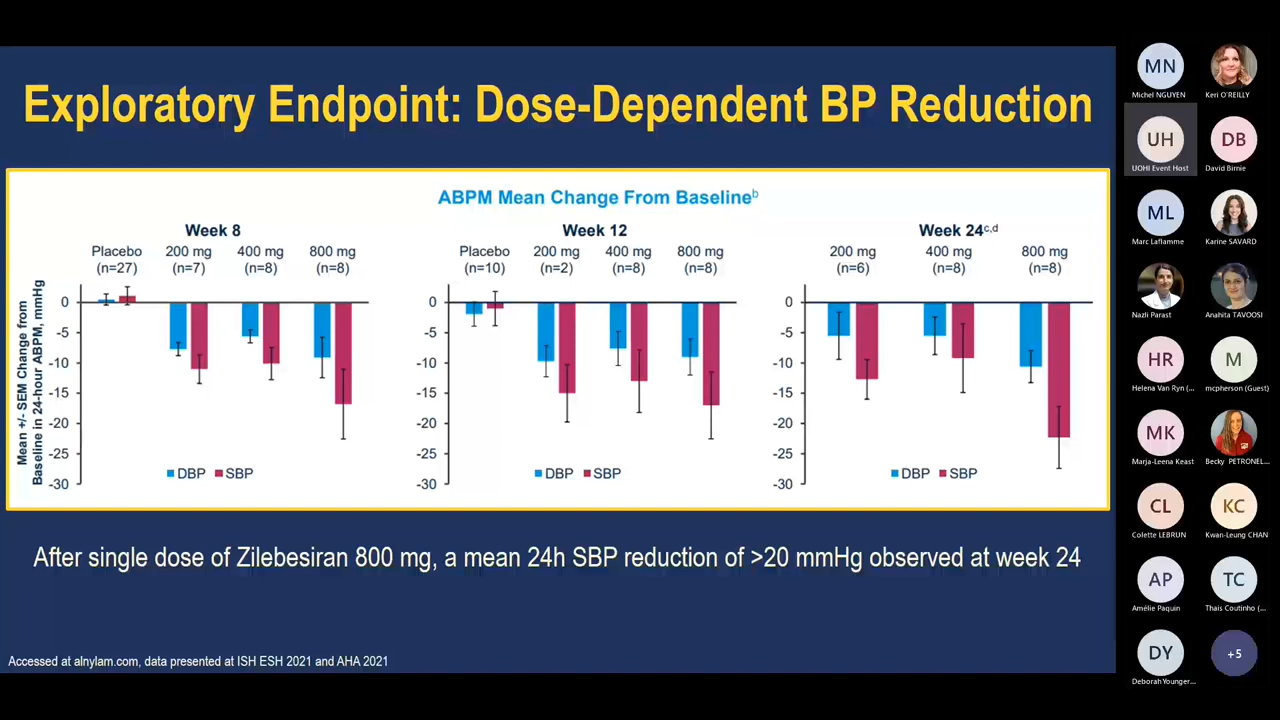 Exploratory Endpoint: Dose-Dependent BP Reduction
ABPM Mean Change From Baselineᵇ
Mean +/- SEM Change from
Baseline in 24-hour ABPM, mmHg
Week 8
Placebo 200 mg 400 mg 800 mg
(n=27) (n=7) (n=8) (n=8)
0
-5
-10
-15
-20
-25
-30
DBP SBP
Week 12
Placebo 200 mg 400 mg 800 mg
(n=10) (n=2) (n=8) (n=8)
0
-5
-10
-15
-20
-25
-30
DBP SBP
Week 24ᶜ,ᵈ
200 mg 400 mg 800 mg
(n=6) (n=8) (n=8)
0
-5
-10
-15
-20
-25
-30
DBP SBP
After single dose of Zilebesiran 800 mg, a mean 24h SBP reduction of >20 mmHg observed at week 24
Accessed at alnylam.com, data presented at ISH ESH 2021 and AHA 2021
MN
Michel NGUYEN
Keri O'REILLY
UH
UOHI Event Host
DB
David Birnie
ML
Marc Laflamme
Karine SAVARD
Nazli Parast
Anahita TAVOOSI
HR
Helena Van Ryn (...
M
mcpherson (Guest)
MK
Marja-Leena Keast
Becky PETRONEL...
CL
Colette LEBRUN
KC
Kwan-Leung CHAN
AP
Amélie Paquin
TC
Thais Coutinho (...
DY
Deborah Younger...
+5